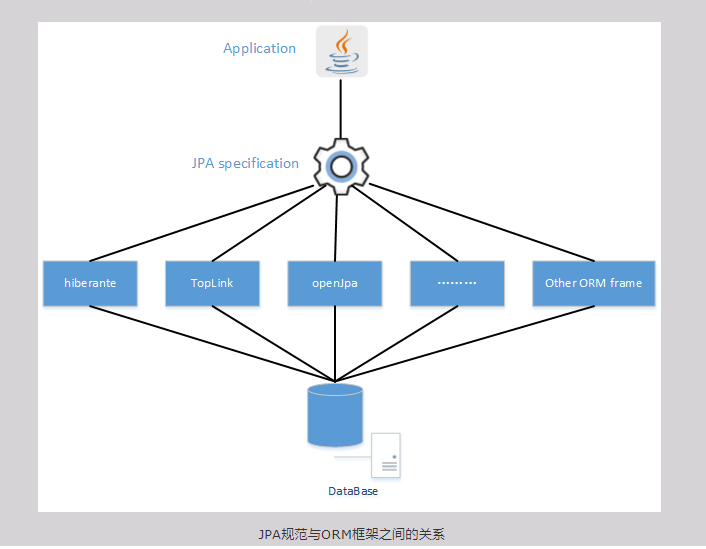 Application
JPA specification
hiberante
TopLink
openJpa
………
Other ORM frame
DataBase
JPA规范与ORM框架之间的关系